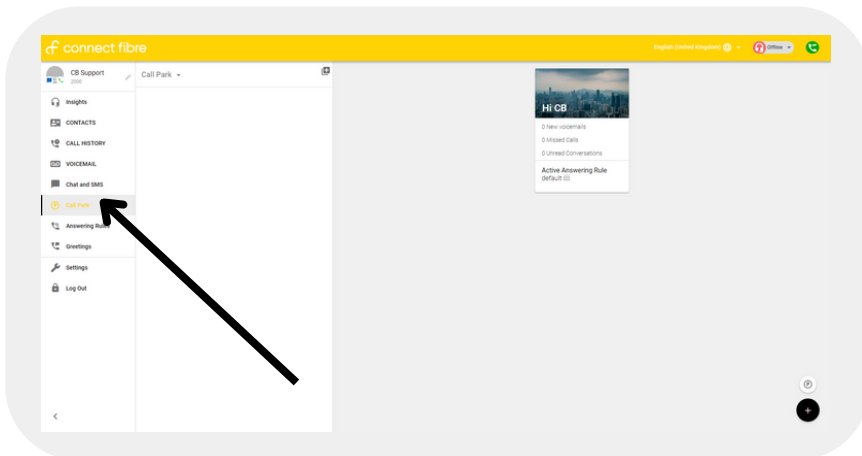 connect fibre
English (United Kingdom)
Offline
CB Support
2000
Call Park
Insights
CONTACTS
CALL HISTORY
VOICEMAIL
Chat and SMS
Call Park
Answering Rules
Greetings
Settings
Log Out
Hi CB
0 New voicemails
0 Missed Calls
0 Unread Conversations
Active Answering Rule
default